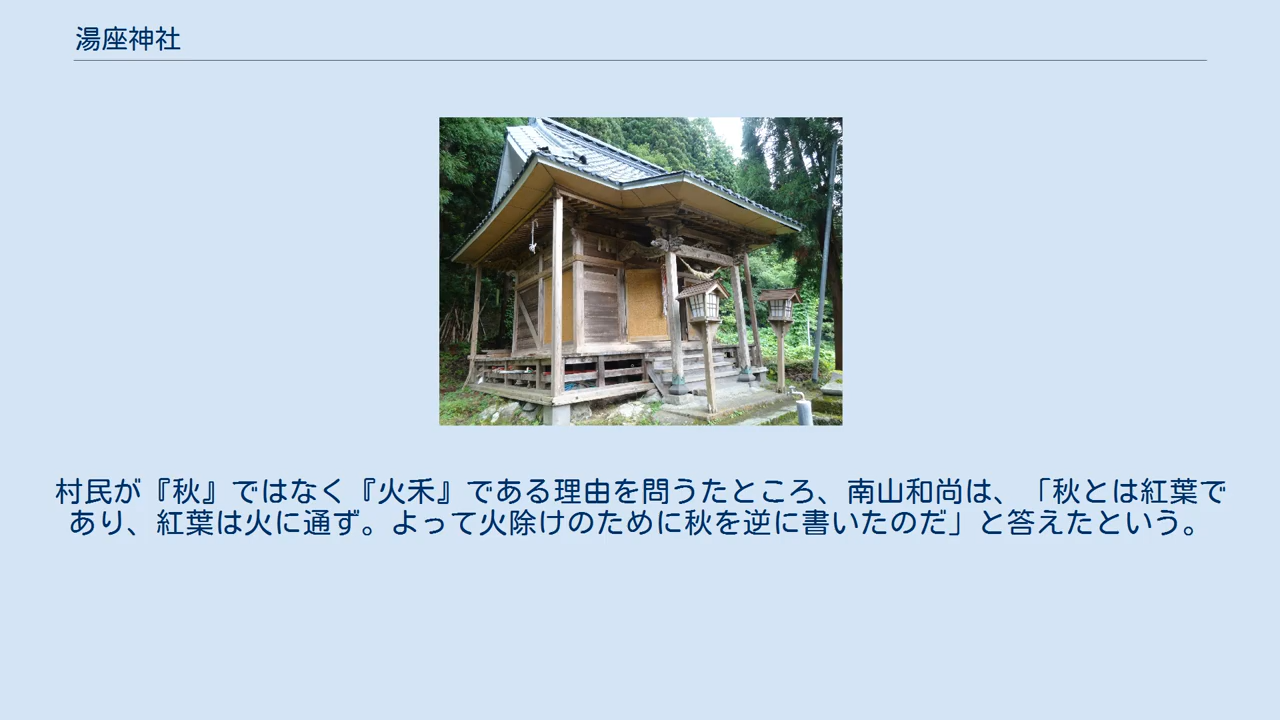 湯座神社
村民が『秋』ではなく『火禾』である理由を問うたところ、南山和尚は、「秋とは紅葉で
あり、紅葉は火に通ず。よって火除けのために秋を逆に書いたのだ」と答えたという。